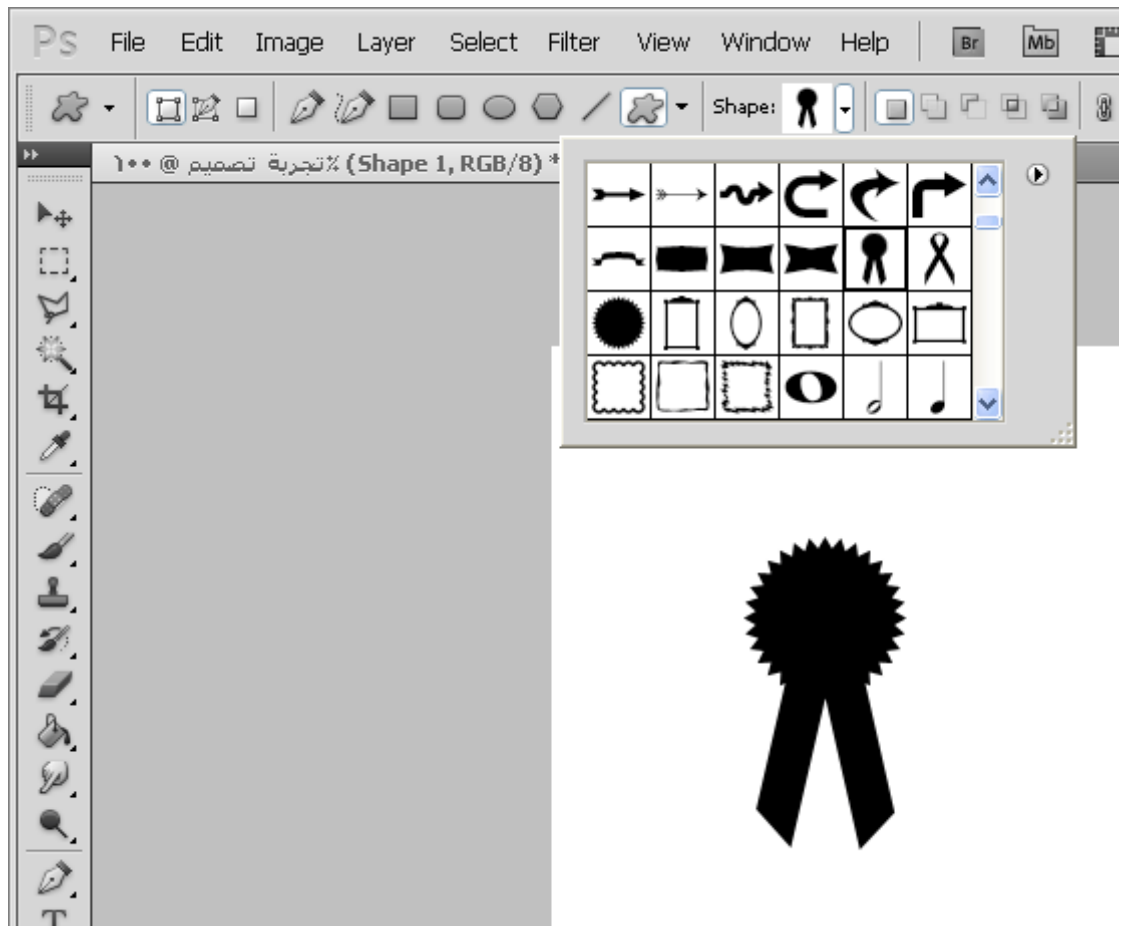 Ps File Edit Image Layer Select Filter View Window Help Br Mb
Shape:
تجربة تصميم @ ١٠٠% (Shape 1, RGB/8) *
T